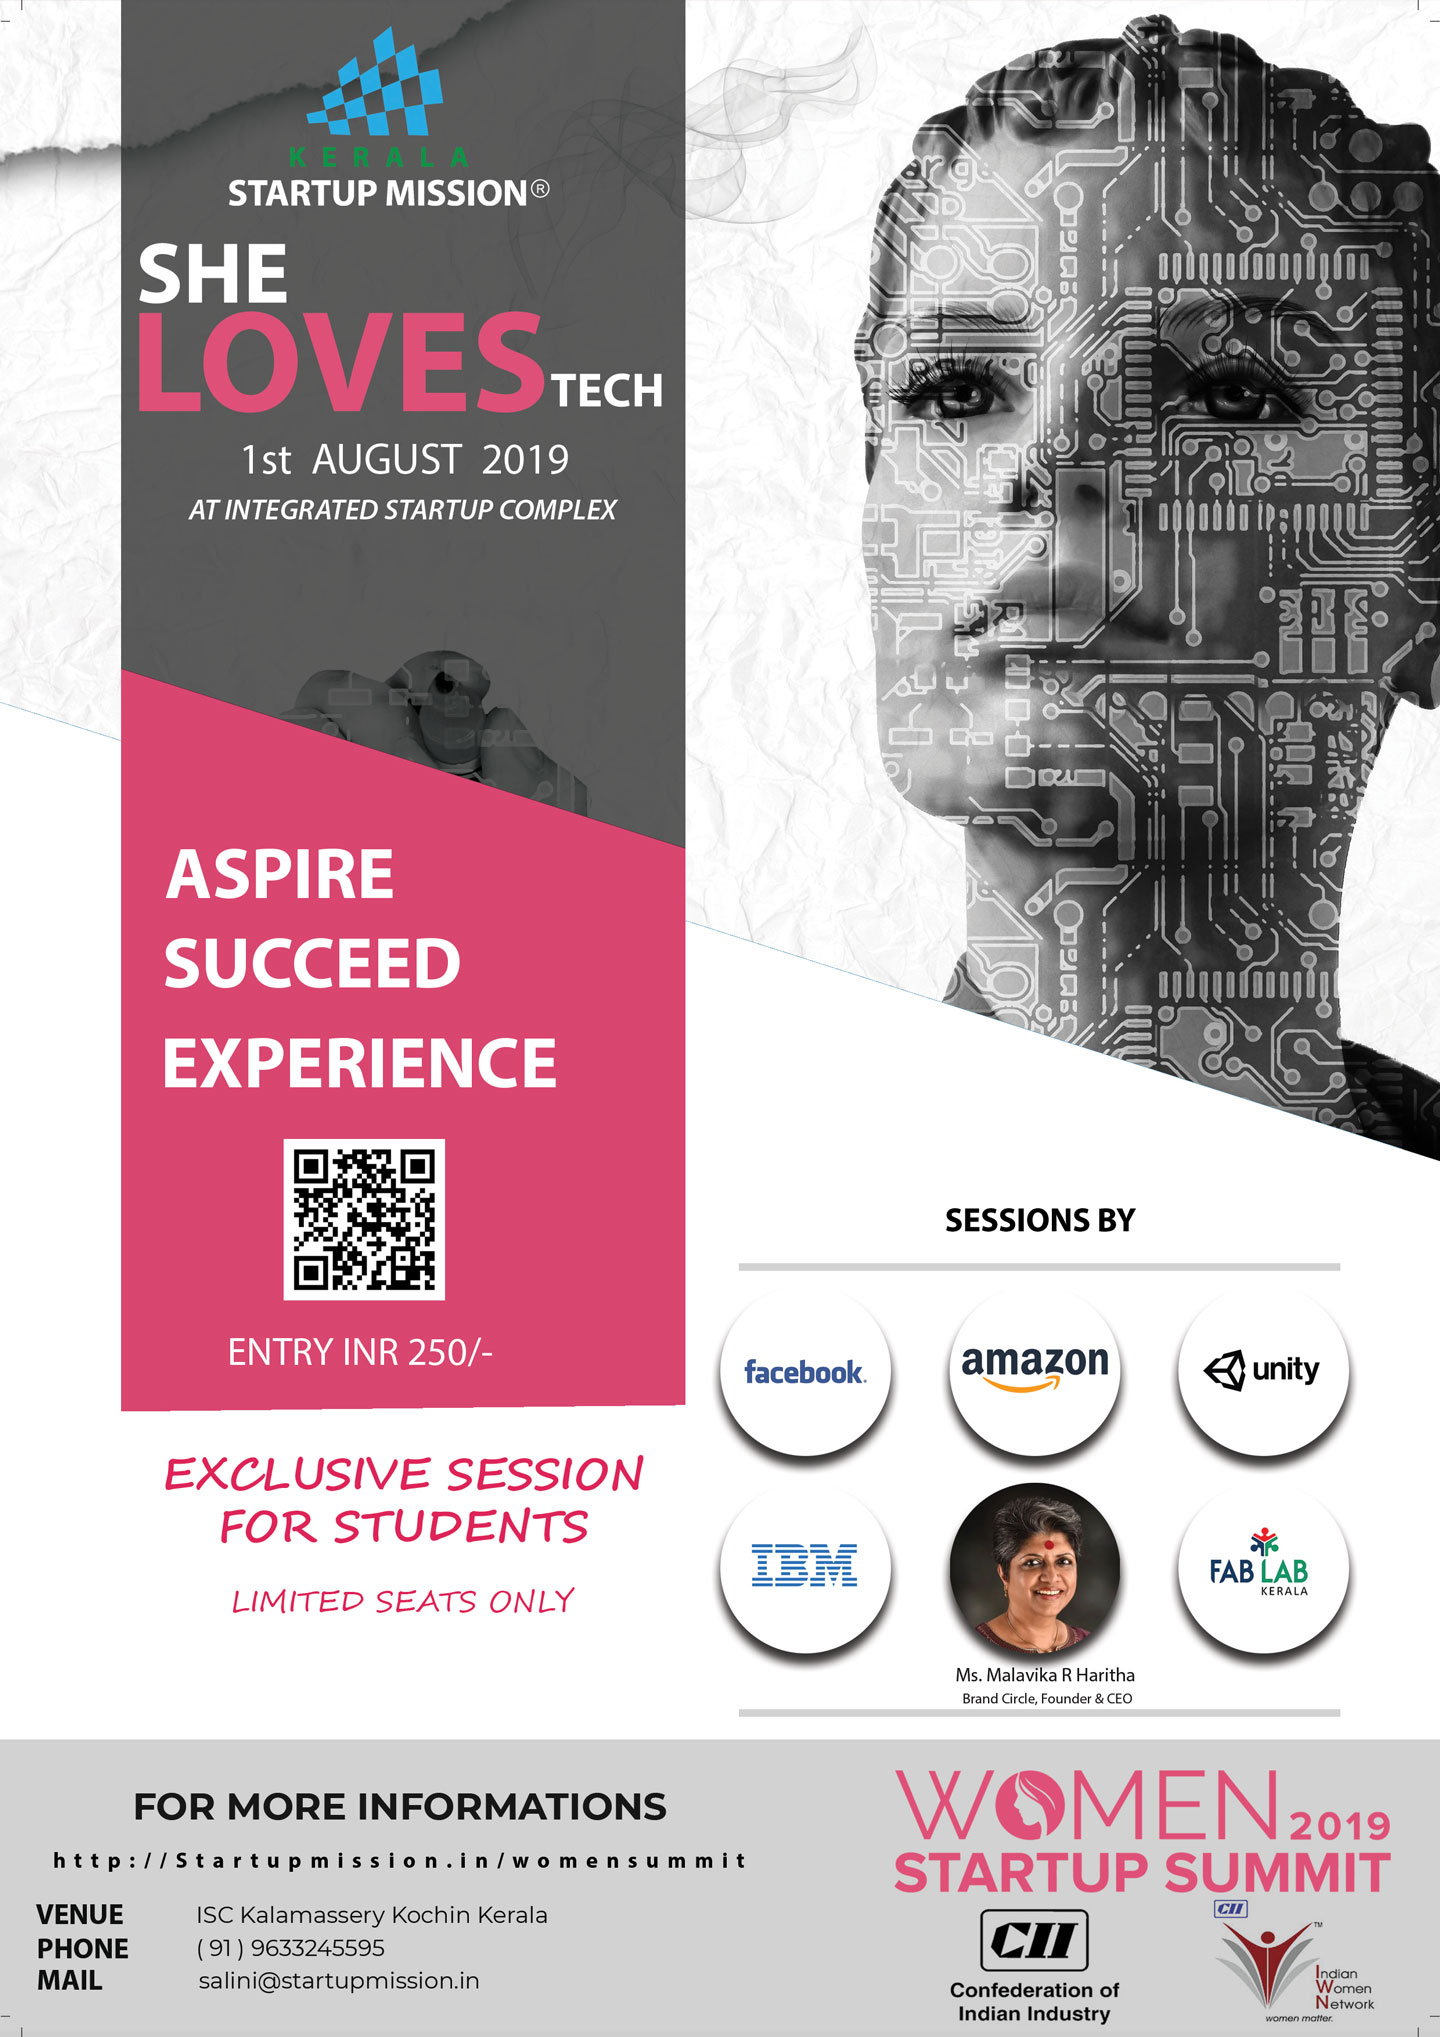 KERALA
STARTUP MISSION®
SHE
LOVES TECH
1st AUGUST 2019
AT INTEGRATED STARTUP COMPLEX
ASPIRE
SUCCEED
EXPERIENCE
ENTRY INR 250/-
EXCLUSIVE SESSION
FOR STUDENTS
LIMITED SEATS ONLY
SESSIONS BY
facebook.
amazon
unity
IBM
FAB LAB
KERALA
Ms. Malavika R Haritha
Brand Circle, Founder & CEO
FOR MORE INFORMATIONS
http://Startupmission.in/womensummit
VENUE ISC Kalamassery Kochin Kerala
PHONE ( 91 ) 9633245595
MAIL salini@startupmission.in
WOMEN 2019
STARTUP SUMMIT
CII
Confederation of
Indian Industry
CII
TM
Indian
Women
Network
women matter.